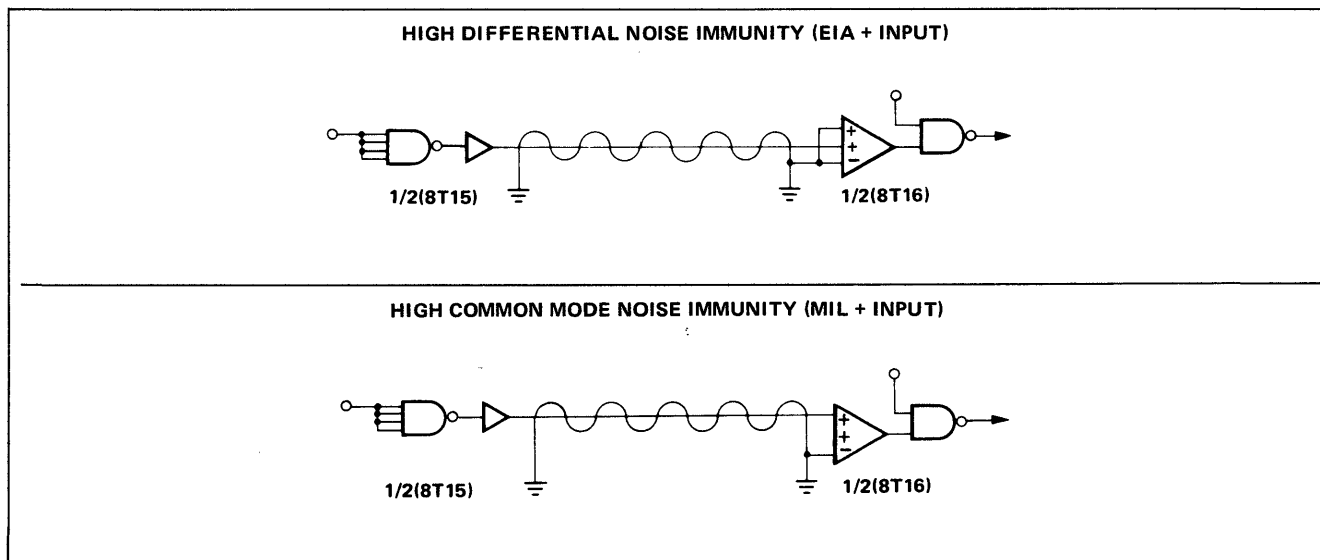 HIGH DIFFERENTIAL NOISE IMMUNITY (EIA + INPUT)
+
+
−
1/2(8T15)
1/2(8T16)
HIGH COMMON MODE NOISE IMMUNITY (MIL + INPUT)
+
+
−
1/2(8T15)
1/2(8T16)